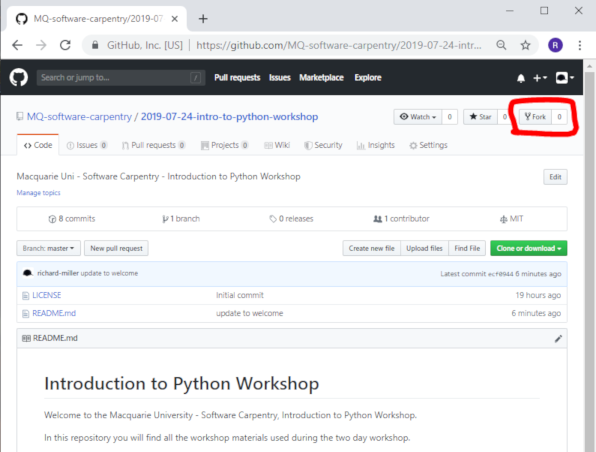 MQ-software-carpentry/2019-07
GitHub, Inc. [US] | https://github.com/MQ-software-carpentry/2019-07-24-intr...
R
Search or jump to...
/
Pull requests Issues Marketplace Explore
MQ-software-carpentry / 2019-07-24-intro-to-python-workshop
Watch 0 Star 0 Fork 0
Code Issues 0 Pull requests 0 Projects 0 Wiki Security Insights Settings
Macquarie Uni - Software Carpentry - Introduction to Python Workshop Edit
Manage topics
8 commits 1 branch 0 releases 1 contributor MIT
Branch: master New pull request Create new file Upload files Find File Clone or download
richard-miller update to welcome Latest commit ecf0944 6 minutes ago
LICENSE Initial commit 19 hours ago
README.md update to welcome 6 minutes ago
README.md
Introduction to Python Workshop
Welcome to the Macquarie University - Software Carpentry, Introduction to Python Workshop.
In this repository you will find all the workshop materials used during the two day workshop.